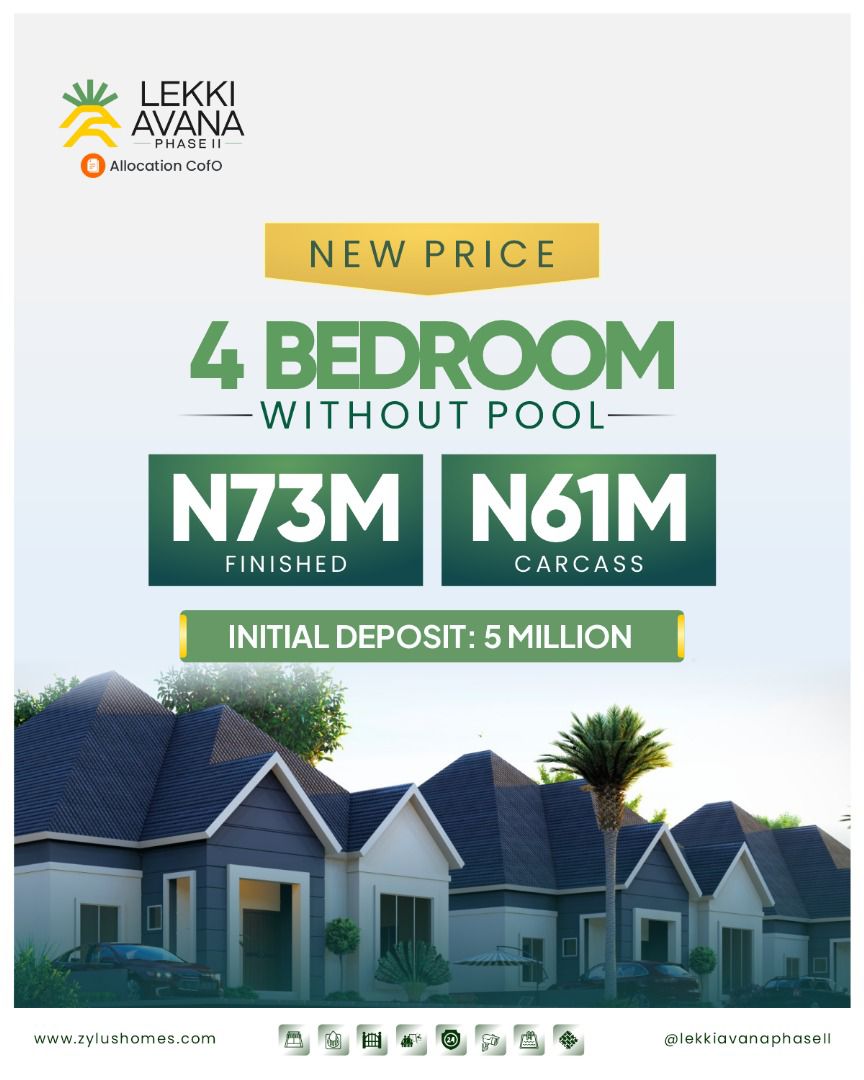 LEKKI
AVANA
PHASE II
Allocation CofO
NEW PRICE
4 BEDROOM
WITHOUT POOL
N73M
FINISHED
N61M
CARCASS
INITIAL DEPOSIT: 5 MILLION
www.zylushomes.com
@lekkiavanaphaseII